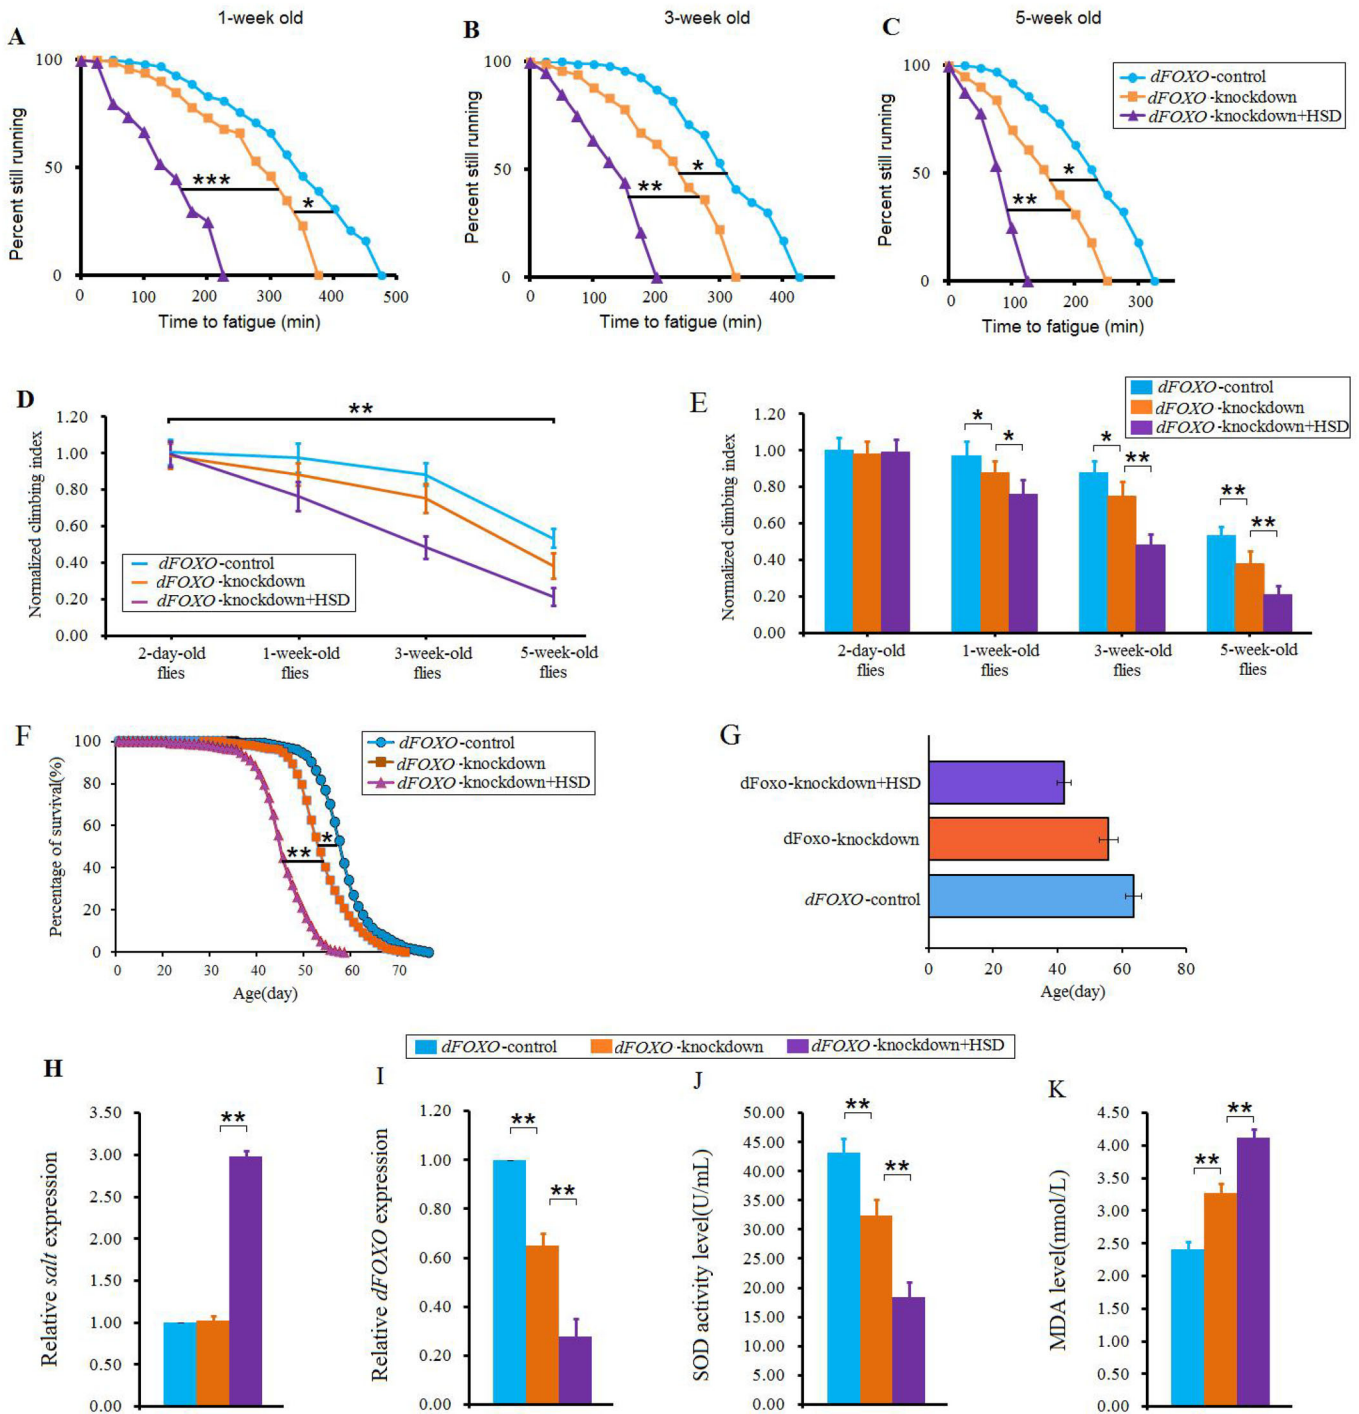 1-week old
3-week old
5-week old
A
B
C
Percent still running
100
50
0
0 100 200 300 400 500
Time to fatigue (min)
***
*
Percent still running
100
50
0
0 100 200 300 400
Time to fatigue (min)
*
**
Percent still running
100
50
0
0 100 200 300
Time to fatigue (min)
*
**
dFOXO-control
dFOXO-knockdown
dFOXO-knockdown+HSD
D
Normalized climbing index
1.20
1.00
0.80
0.60
0.40
0.20
0.00
**
dFOXO-control
dFOXO-knockdown
dFOXO-knockdown+HSD
2-day-old 1-week-old 3-week-old 5-week-old
flies flies flies flies
E
dFOXO-control
dFOXO-knockdown
dFOXO-knockdown+HSD
Normalized climbing index
1.20
1.00
0.80
0.60
0.40
0.20
0.00
* * * ** ** **
2-day-old 1-week-old 3-week-old 5-week-old
flies flies flies flies
F
Percentage of survival(%)
100
80
60
40
20
0
dFOXO-control
dFOXO-knockdown
dFOXO-knockdown+HSD
*
**
0 20 30 40 50 60 70
Age(day)
G
dFoxo-knockdown+HSD
dFoxo-knockdown
dFOXO-control
0 20 40 60 80
Age(day)
dFOXO-control dFOXO-knockdown dFOXO-knockdown+HSD
H
Relative salt expression
3.50
3.00
2.50
2.00
1.50
1.00
0.50
0.00
**
I
Relative dFOXO expression
1.20
1.00
0.80
0.60
0.40
0.20
0.00
**
**
J
SOD activity level(U/mL)
50.00
45.00
40.00
35.00
30.00
25.00
20.00
15.00
10.00
5.00
0.00
**
**
K
MDA level(nmol/L)
4.50
4.00
3.50
3.00
2.50
2.00
1.50
1.00
0.50
0.00
**
**